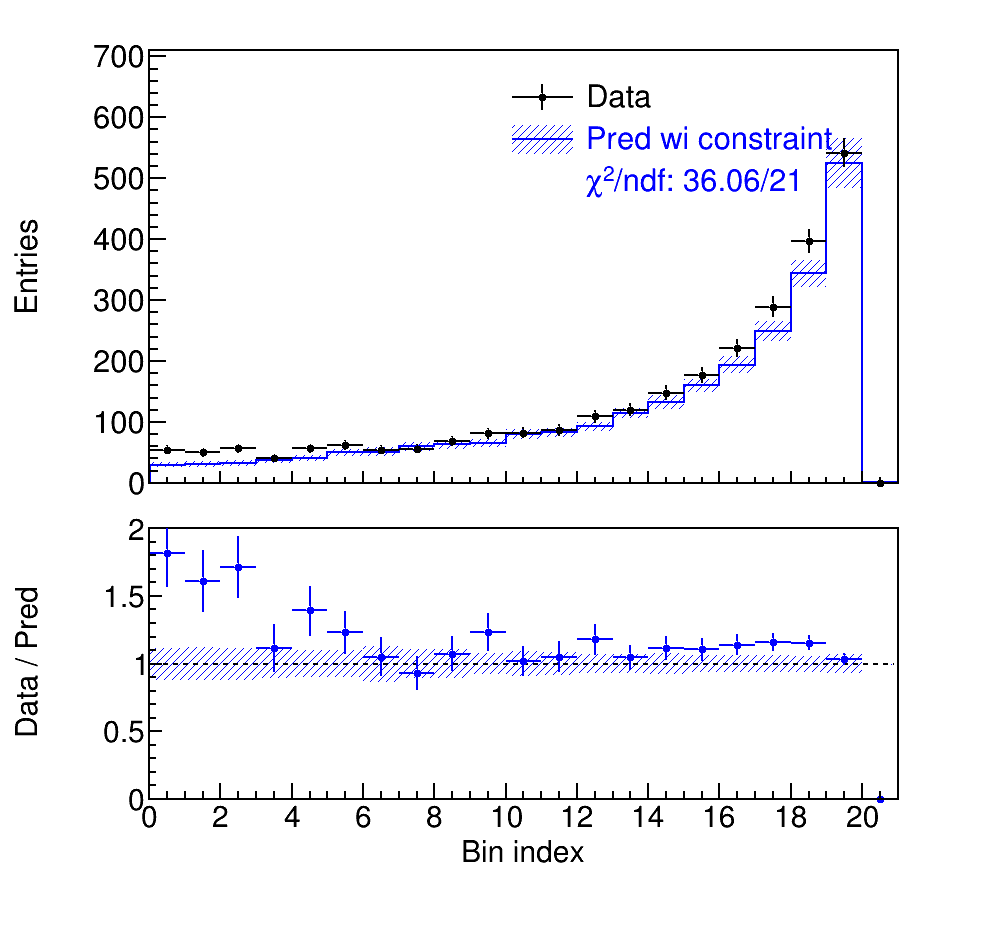 700
600
500
400
300
200
100
0
Entries
Data
Pred wi constraint
χ²/ndf: 36.06/21
2
1.5
1
0.5
0
Data / Pred
0 2 4 6 8 10 12 14 16 18 20
Bin index